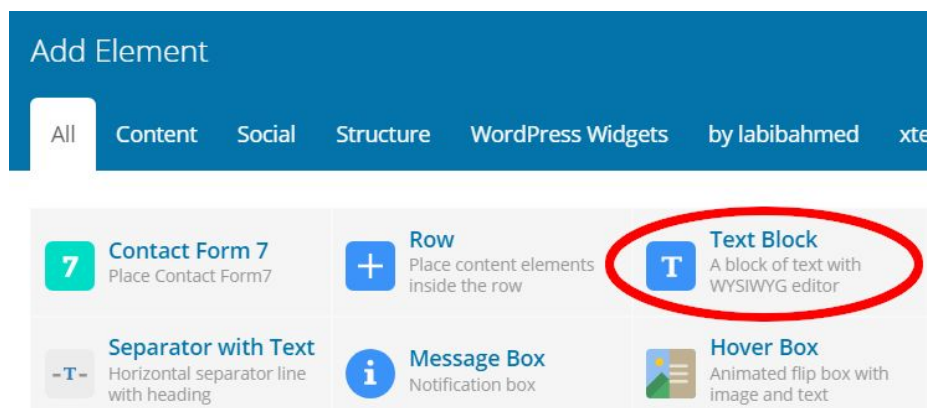 Add Element
All Content Social Structure WordPress Widgets by labibahmed xte
7
Contact Form 7
Place Contact Form7
Row
Place content elements
inside the row
T
Text Block
A block of text with
WYSIWYG editor
-T-
Separator with Text
Horizontal separator line
with heading
i
Message Box
Notification box
Hover Box
Animated flip box with
image and text